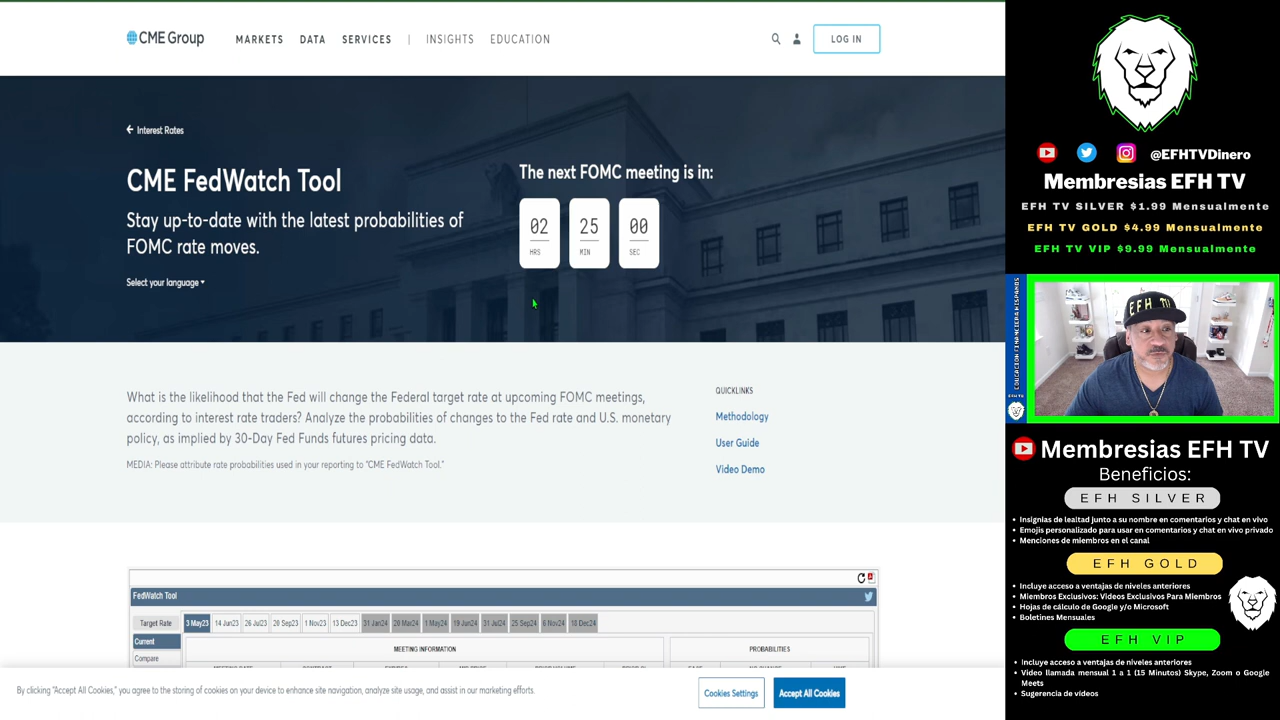 CME Group
MARKETS DATA SERVICES | INSIGHTS EDUCATION
LOG IN
Interest Rates
CME FedWatch Tool
Stay up-to-date with the latest probabilities of
FOMC rate moves.
Select your language
The next FOMC meeting is in:
02 25 00
HRS MIN SEC
What is the likelihood that the Fed will change the Federal target rate at upcoming FOMC meetings,
according to interest rate traders? Analyze the probabilities of changes to the Fed rate and U.S. monetary
policy, as implied by 30-Day Fed Funds futures pricing data.
MEDIA: Please attribute rate probabilities used in your reporting to "CME FedWatch Tool."
QUICKLINKS
Methodology
User Guide
Video Demo
FedWatch Tool
Target Rate 3 May23 14 Jun23 26 Jul23 20 Sep23 1 Nov23 13 Dec23 31 Jan24 20 Mar24 1 May24 19 Jun24 31 Jul24 25 Sep24 6 Nov24 18 Dec24
Current
Compare
MEETING INFORMATION PROBABILITIES
By clicking "Accept All Cookies," you agree to the storing of cookies on your device to enhance site navigation, analyze site usage, and assist in our marketing efforts.
Cookies Settings
Accept All Cookies
@EFHTVDinero
Membresias EFH TV
EFH TV SILVER $1.99 Mensualmente
EFH TV GOLD $4.99 Mensualmente
EFH TV VIP $9.99 Mensualmente
EDUCACION FINANCIERA HISPANOS
EFH TV
EFH TV
Membresias EFH TV
Beneficios:
EFH SILVER
• Insignias de lealtad junto a su nombre en comentarios y chat en vivo
• Emojis personalizado para usar en comentarios y chat en vivo privado
• Menciones de miembros en el canal
EFH GOLD
• Incluye acceso a ventajas de niveles anteriores
• Miembros Exclusivos: Videos Exclusivos Para Miembros
• Hojas de cálculo de Google y/o Microsoft
• Boletines Mensuales
EFH VIP
• Incluye acceso a ventajas de niveles anteriores
• Video llamada mensual 1 a 1 (15 Minutos) Skype, Zoom o Google
Meets
• Sugerencia de vídeos